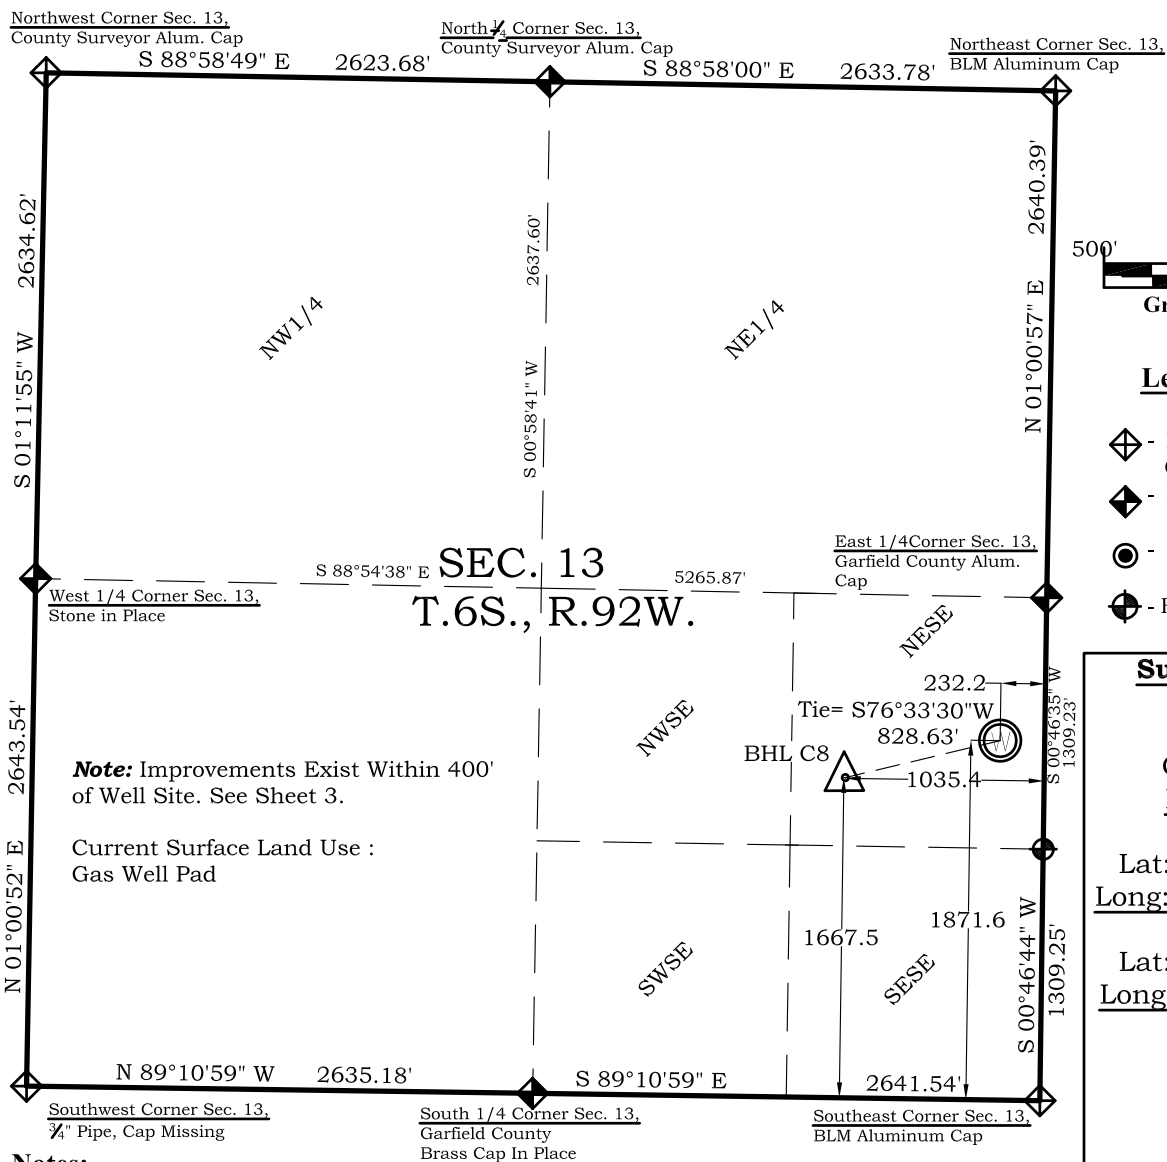 Northwest Corner Sec. 13,
County Surveyor Alum. Cap
North 1/4 Corner Sec. 13,
County Surveyor Alum. Cap
Northeast Corner Sec. 13,
BLM Aluminum Cap
S 88°58'49" E 2623.68'
S 88°58'00" E 2633.78'
2634.62'
S 01°11'55" W
2637.60'
S 00°58'41" W
2640.39'
N 01°00'57" E
NW1/4
NE1/4
500'
SEC. 13
T.6S., R.92W.
S 88°54'38" E
5265.87'
East 1/4Corner Sec. 13,
Garfield County Alum.
Cap
West 1/4 Corner Sec. 13,
Stone in Place
NESE
NWSE
232.2
Tie= S76°33'30"W
828.63'
BHL C8
W
1035.4
S 00°46'35" W
1309.23'
2643.54'
N 01°00'52" E
Note: Improvements Exist Within 400'
of Well Site. See Sheet 3.
Current Surface Land Use :
Gas Well Pad
1667.5
1871.6
SWSE
SESE
S 00°46'44" W
1309.25'
Lat:
Long:
Lat:
Long
N 89°10'59" W 2635.18'
S 89°10'59" E 2641.54'
Southwest Corner Sec. 13,
3/4" Pipe, Cap Missing
South 1/4 Corner Sec. 13,
Garfield County
Brass Cap In Place
Southeast Corner Sec. 13,
BLM Aluminum Cap
Notes: